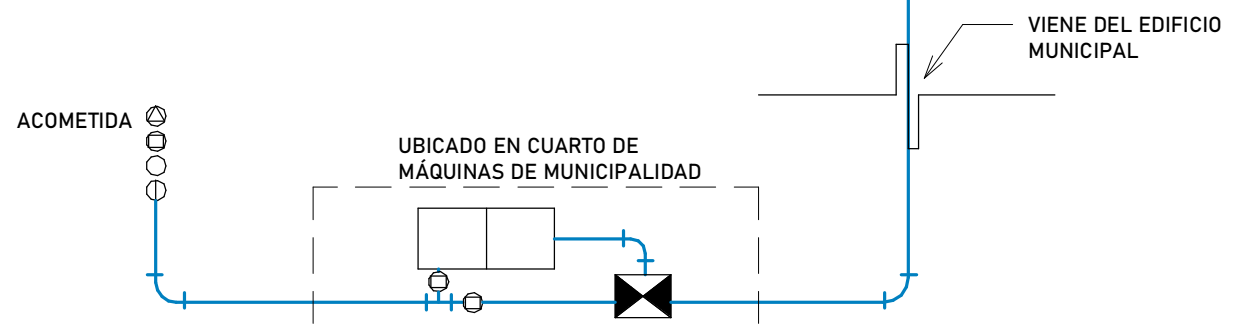 VIENE DEL EDIFICIO
MUNICIPAL
ACOMETIDA
UBICADO EN CUARTO DE
MÁQUINAS DE MUNICIPALIDAD